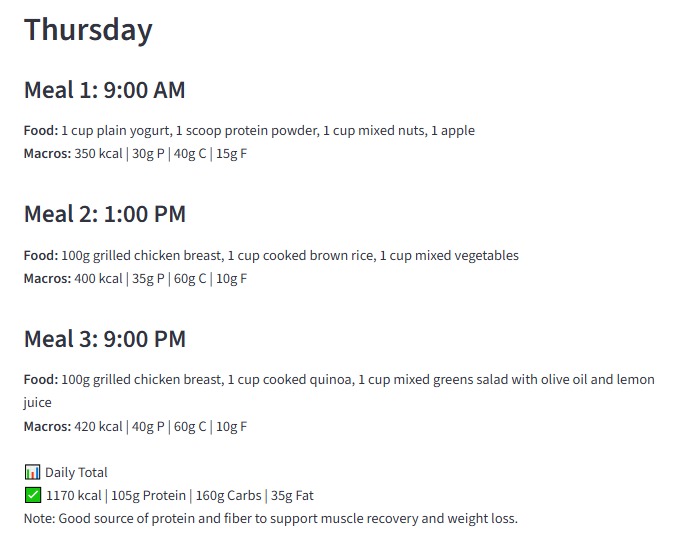 Thursday
Meal 1: 9:00 AM
Food: 1 cup plain yogurt, 1 scoop protein powder, 1 cup mixed nuts, 1 apple
Macros: 350 kcal | 30g P | 40g C | 15g F
Meal 2: 1:00 PM
Food: 100g grilled chicken breast, 1 cup cooked brown rice, 1 cup mixed vegetables
Macros: 400 kcal | 35g P | 60g C | 10g F
Meal 3: 9:00 PM
Food: 100g grilled chicken breast, 1 cup cooked quinoa, 1 cup mixed greens salad with olive oil and lemon
juice
Macros: 420 kcal | 40g P | 60g C | 10g F
📊 Daily Total
✅ 1170 kcal | 105g Protein | 160g Carbs | 35g Fat
Note: Good source of protein and fiber to support muscle recovery and weight loss.